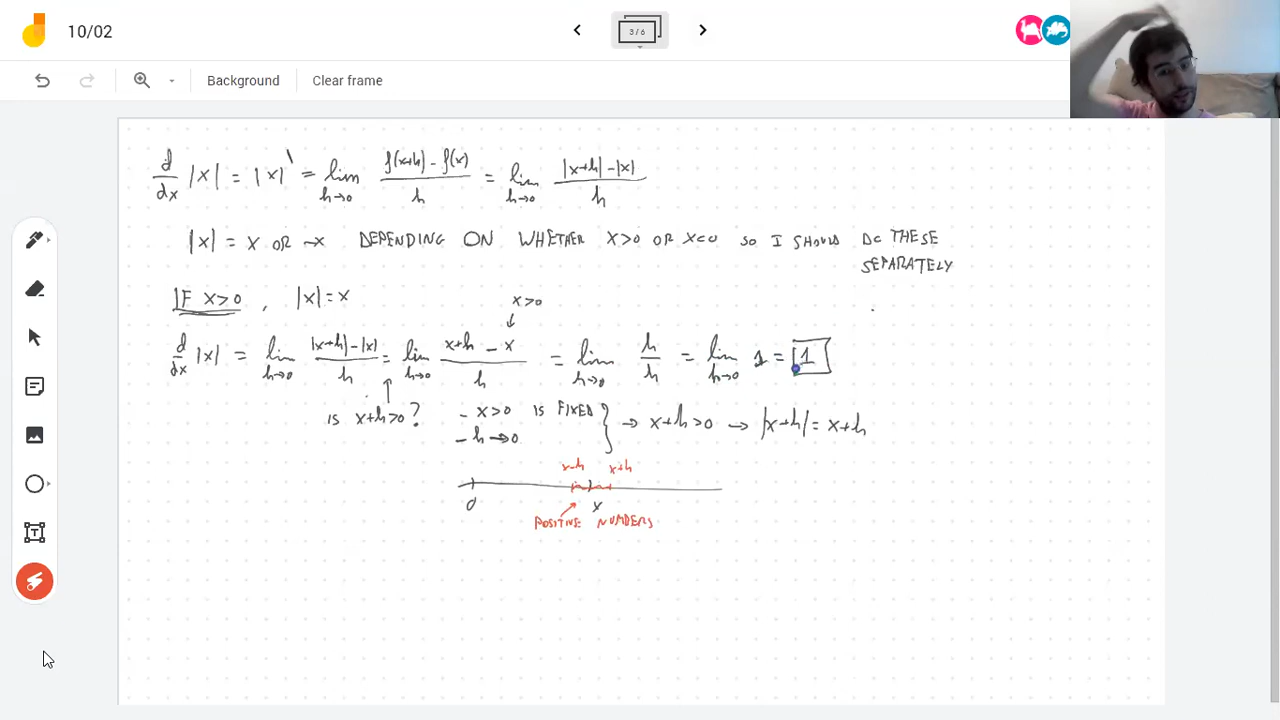 10/02
3 / 6
Background
Clear frame
d/dx |x| = |x|' = lim h→0 f(x+h) - f(x) / h = lim h→0 |x+h| - |x| / h
|x| = x OR -x DEPENDING ON WHETHER x>0 OR x<0 SO I SHOULD DO THESE
SEPARATELY
IF x>0, |x| = x
x>0
d/dx |x| = lim h→0 |x+h| - |x| / h = lim h→0 x+h - x / h = lim h→0 h/h = lim h→0 1 = 1
is x+h>0? - x>0 IS FIXED → x+h>0 → |x+h| = x+h
- h→0
x-h x+h
0 x
POSITIVE NUMBERS